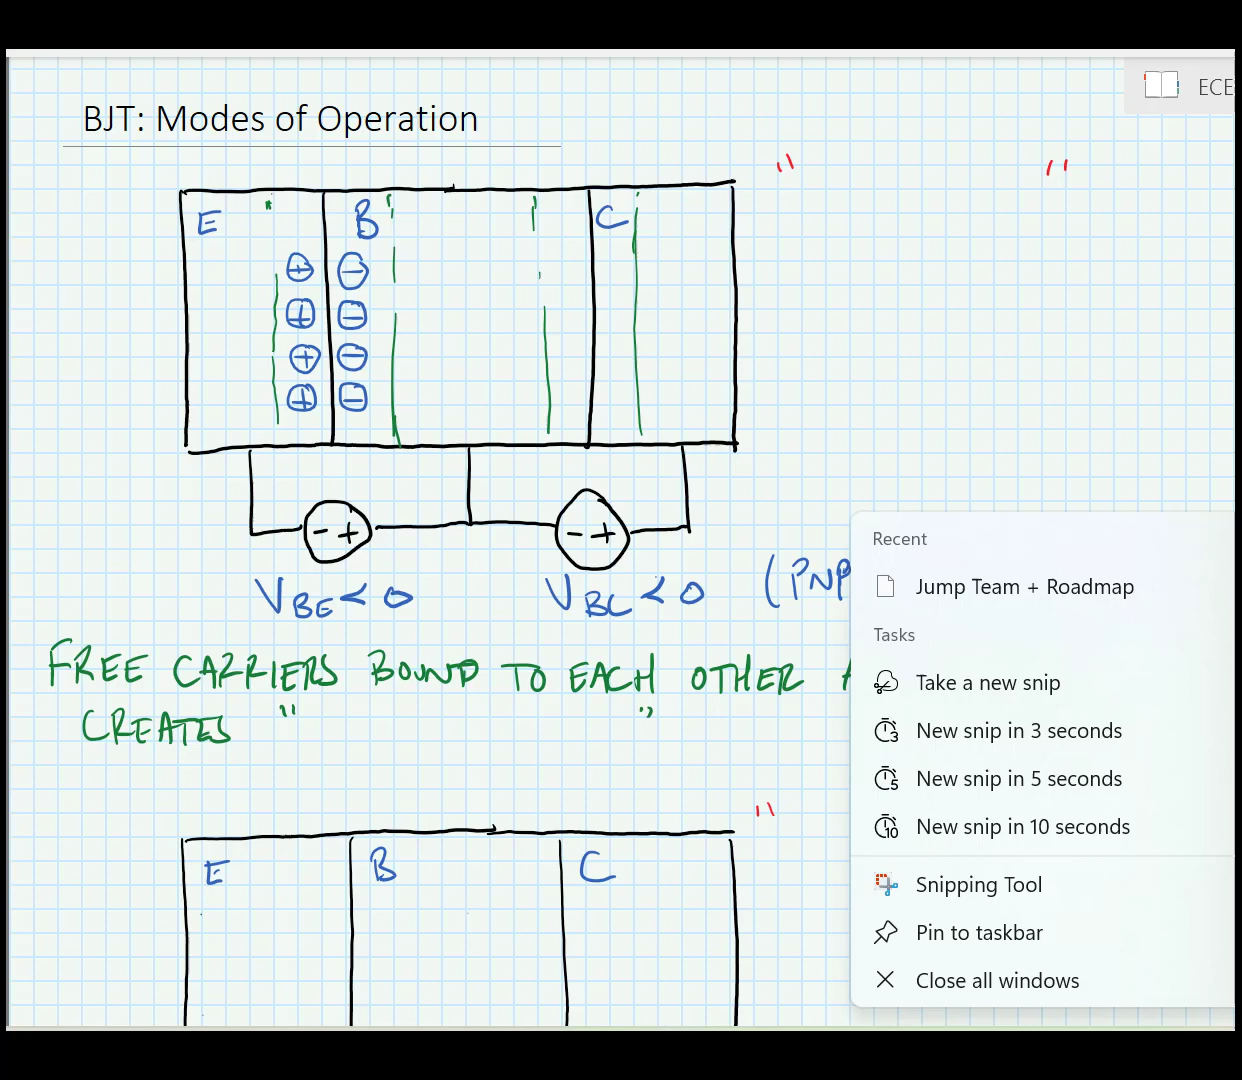 ECE
BJT: Modes of Operation
" "
E B C
+ −
+ −
+ −
+ −
- + - +
VBE < 0 VBC < 0 (PNP
FREE CARRIERS BOUND TO EACH OTHER
CREATES " "
"
E B C
Recent
Jump Team + Roadmap
Tasks
Take a new snip
New snip in 3 seconds
New snip in 5 seconds
New snip in 10 seconds
Snipping Tool
Pin to taskbar
Close all windows